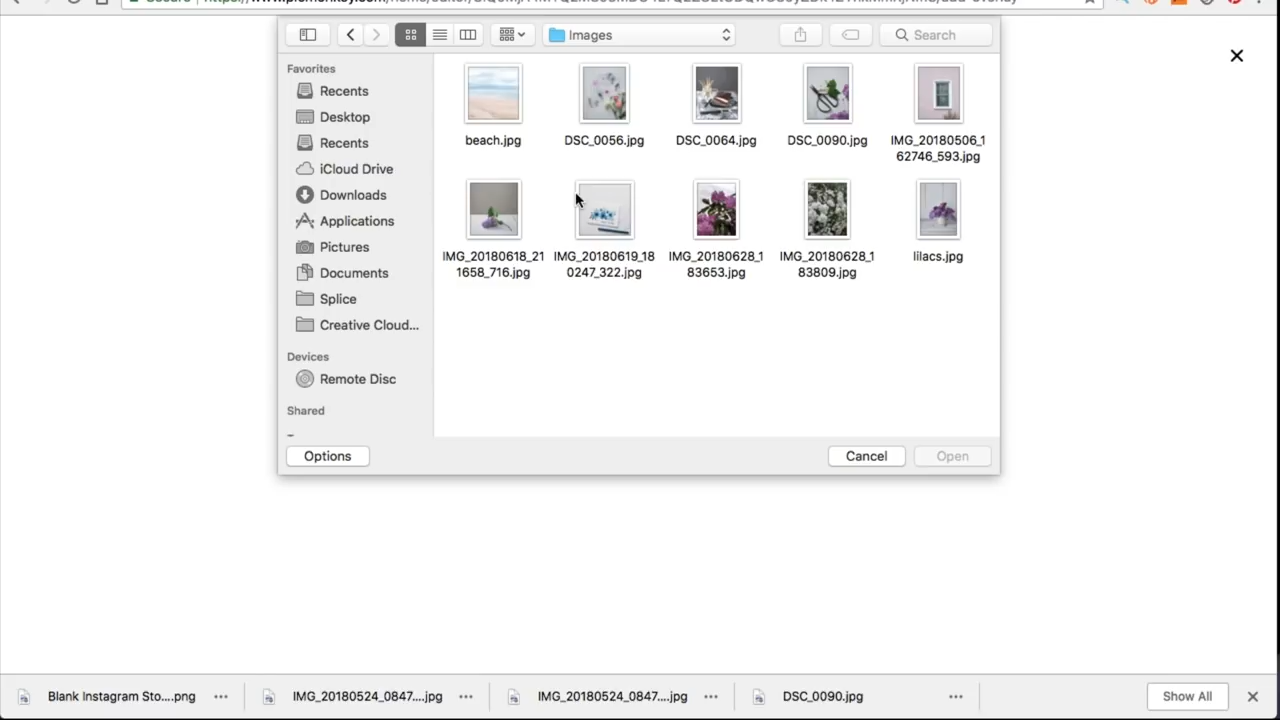 Images
Search
Favorites
Recents
Desktop
Recents
iCloud Drive
Downloads
Applications
Pictures
Documents
Splice
Creative Cloud...
Devices
Remote Disc
Shared
beach.jpg
DSC_0056.jpg
DSC_0064.jpg
DSC_0090.jpg
IMG_20180506_1
62746_593.jpg
IMG_20180618_21
1658_716.jpg
IMG_20180619_18
0247_322.jpg
IMG_20180628_1
83653.jpg
IMG_20180628_1
83809.jpg
lilacs.jpg
Options
Cancel
Open
Blank Instagram Sto....png
IMG_20180524_0847....jpg
IMG_20180524_0847....jpg
DSC_0090.jpg
Show All